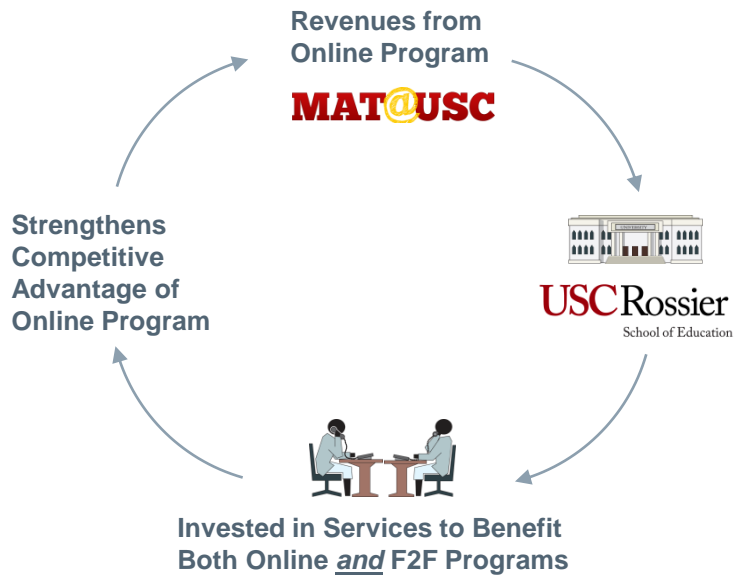 Revenues from
Online Program
MAT@USC
UNIVERSITY
USC Rossier
School of Education
Invested in Services to Benefit
Both Online and F2F Programs
Strengthens
Competitive
Advantage of
Online Program